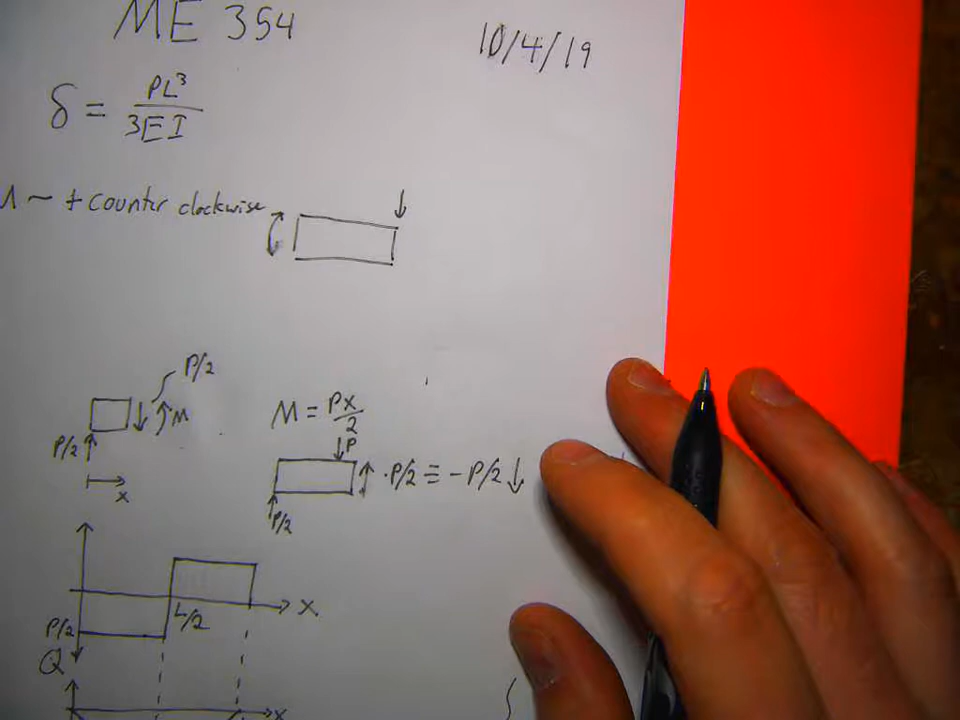 ME 354
10/4/19
δ = PL³/3EI
M ~ + counter clockwise
P/2
M
P/2
x
M = Px/2
P
P/2 ≡ -P/2 ↓
P/2
x
L/2
P/2
Q
x